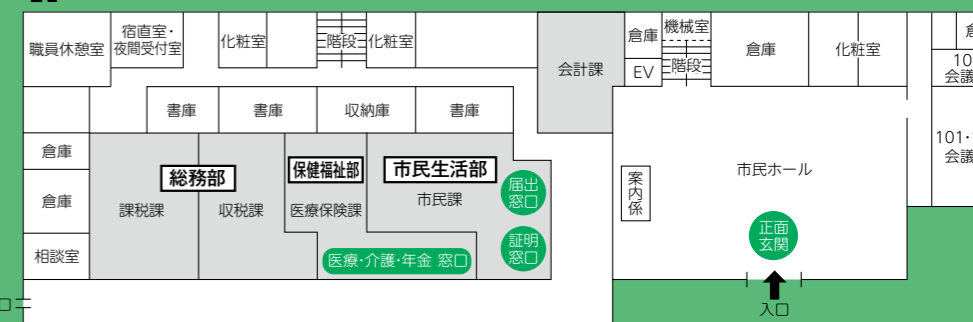 職員休憩室
宿直室・
夜間受付室
化粧室
階段
化粧室
会計課
倉庫
機械室
EV
階段
倉庫
化粧室
会議
書庫
書庫
収納庫
書庫
倉庫
倉庫
相談室
総務部
課税課
収税課
保健福祉部
医療保険課
市民生活部
市民課
届出
窓口
証明
窓口
医療・介護・年金 窓口
案内係
市民ホール
正面
玄関
入口
101・
会議
口